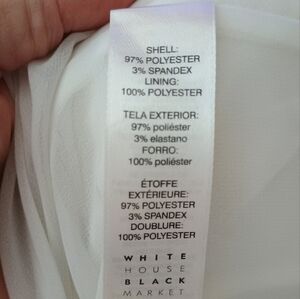 SHELL:
97% POLYESTER
3% SPANDEX
LINING:
100% POLYESTER
TELA EXTERIOR:
97% poliéster
3% elastano
FORRO:
100% poliéster
ÉTOFFE
EXTÉRIEURE:
97% POLYESTER
3% SPANDEX
DOUBLURE:
100% POLYESTER
WHITE
HOUSE
BLACK
MARKET